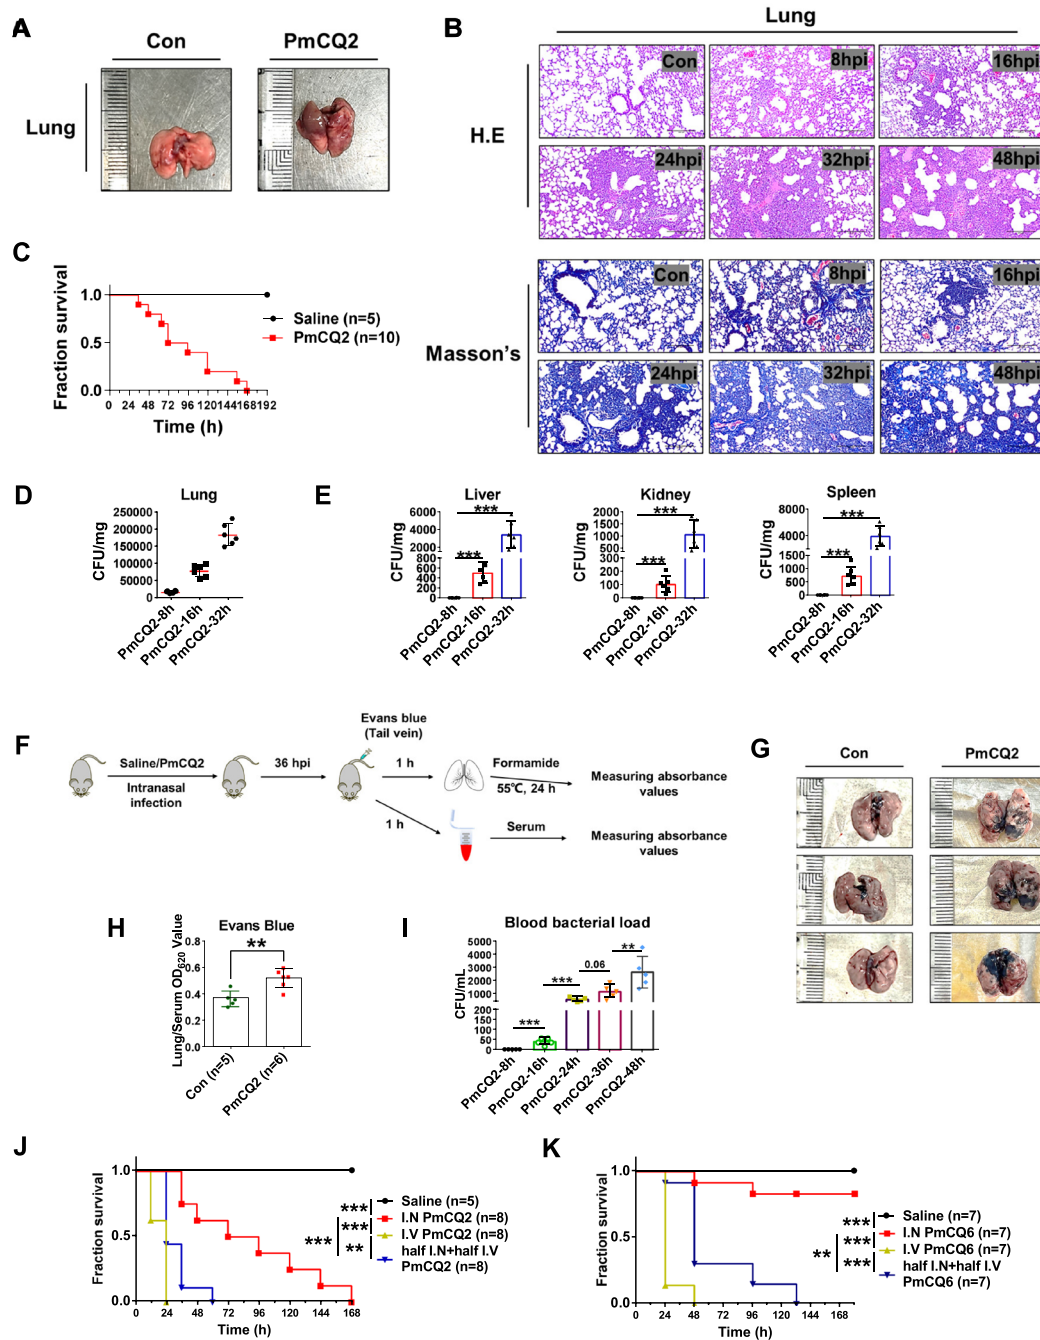 A
Con
PmCQ2
Lung
B
Lung
H.E
Con
8hpi
16hpi
24hpi
32hpi
48hpi
Masson's
Con
8hpi
16hpi
24hpi
32hpi
48hpi
C
Fraction survival
1.0
0.5
0.0
0 24 48 72 96 120 144 168 192
Time (h)
Saline (n=5)
PmCQ2 (n=10)
D
Lung
CFU/mg
250000
200000
150000
100000
50000
0
PmCQ2-8h
PmCQ2-16h
PmCQ2-32h
E
Liver
CFU/mg
6000
4000
2000
800
600
400
200
0
***
***
PmCQ2-8h
PmCQ2-16h
PmCQ2-32h
Kidney
CFU/mg
2000
1500
1000
500
200
100
0
***
***
PmCQ2-8h
PmCQ2-16h
PmCQ2-32h
Spleen
CFU/mg
8000
4000
1500
1000
500
0
***
***
PmCQ2-8h
PmCQ2-16h
PmCQ2-32h
F
Saline/PmCQ2
Intranasal
infection
36 hpi
Evans blue
(Tail vein)
1 h
Formamide
55℃, 24 h
Measuring absorbance
values
1 h
Serum
Measuring absorbance
values
G
Con
PmCQ2
H
Evans Blue
Lung/Serum OD620 Value
0.8
0.6
0.4
0.2
0.0
**
Con (n=5)
PmCQ2 (n=6)
I
Blood bacterial load
CFU/mL
5000
4000
3000
2000
1000
500
200
150
100
50
0
***
***
0.06
**
PmCQ2-8h
PmCQ2-16h
PmCQ2-24h
PmCQ2-36h
PmCQ2-48h
J
Fraction survival
1.0
0.5
0.0
0 24 48 72 96 120 144 168
Time (h)
Saline (n=5)
I.N PmCQ2 (n=8)
I.V PmCQ2 (n=8)
half I.N+half I.V
PmCQ2 (n=8)
***
***
**
***
K
Fraction survival
1.0
0.5
0.0
0 24 48 72 96 120 144 168
Time (h)
Saline (n=7)
I.N PmCQ6 (n=7)
I.V PmCQ6 (n=7)
half I.N+half I.V
PmCQ6 (n=7)
***
***
***
**